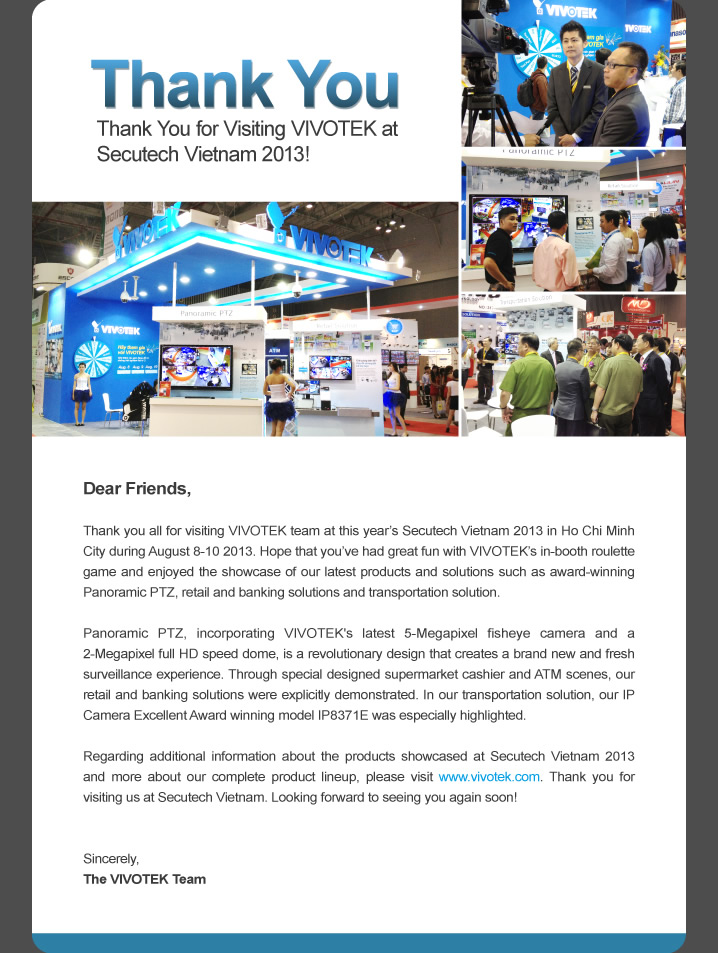 Thank You
Thank You for Visiting VIVOTEK at
Secutech Vietnam 2013!
VIVOTEK
VIVOTEK
Panoramic PTZ
VIVOTEK
VIVOTEK
Panoramic PTZ
VIVOTEK
ATM
Dear Friends,
Thank you all for visiting VIVOTEK team at this year's Secutech Vietnam 2013 in Ho Chi Minh
City during August 8-10 2013. Hope that you've had great fun with VIVOTEK's in-booth roulette
game and enjoyed the showcase of our latest products and solutions such as award-winning
Panoramic PTZ, retail and banking solutions and transportation solution.
Panoramic PTZ, incorporating VIVOTEK's latest 5-Megapixel fisheye camera and a
2-Megapixel full HD speed dome, is a revolutionary design that creates a brand new and fresh
surveillance experience. Through special designed supermarket cashier and ATM scenes, our
retail and banking solutions were explicitly demonstrated. In our transportation solution, our IP
Camera Excellent Award winning model IP8371E was especially highlighted.
Regarding additional information about the products showcased at Secutech Vietnam 2013
and more about our complete product lineup, please visit www.vivotek.com. Thank you for
visiting us at Secutech Vietnam. Looking forward to seeing you again soon!
Sincerely,
The VIVOTEK Team